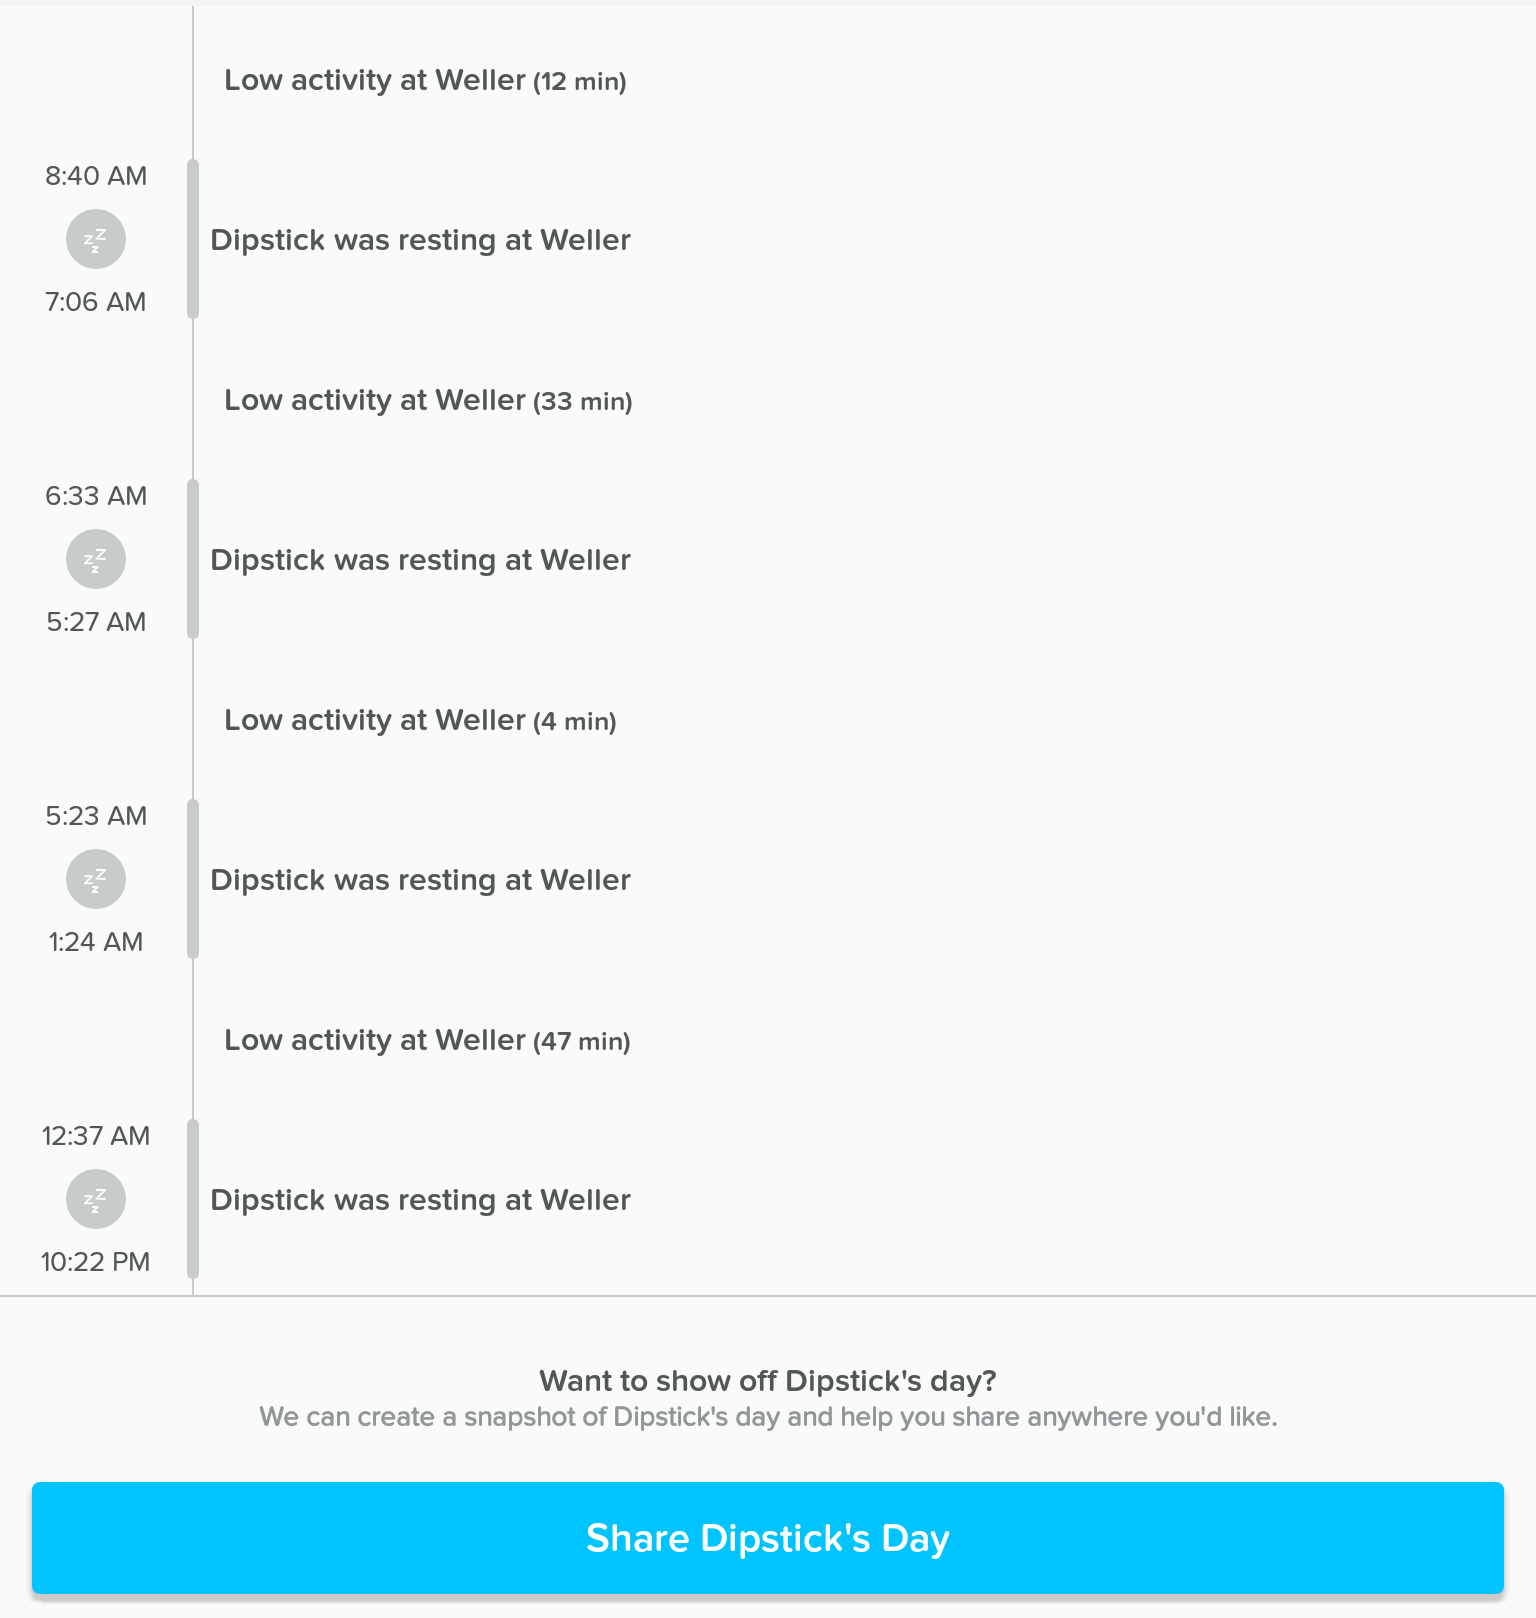 Low activity at Weller (12 min)
8:40 AM
zzz
Dipstick was resting at Weller
7:06 AM
Low activity at Weller (33 min)
6:33 AM
zzz
Dipstick was resting at Weller
5:27 AM
Low activity at Weller (4 min)
5:23 AM
zzz
Dipstick was resting at Weller
1:24 AM
Low activity at Weller (47 min)
12:37 AM
zzz
Dipstick was resting at Weller
10:22 PM
Want to show off Dipstick's day?
We can create a snapshot of Dipstick's day and help you share anywhere you'd like.
Share Dipstick's Day